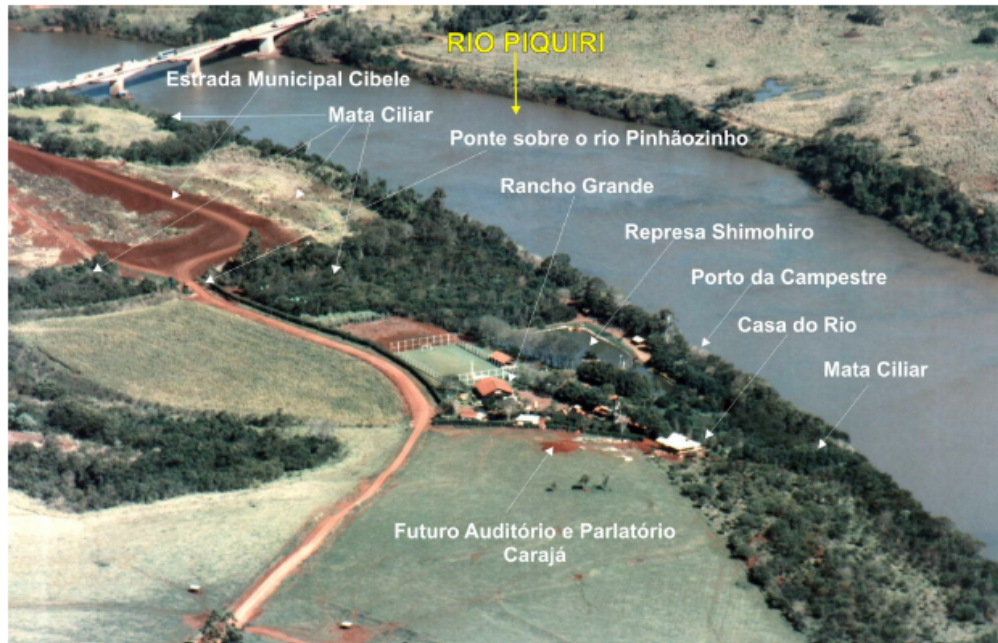 RIO PIQUIRI
Estrada Municipal Cibele
Mata Ciliar
Ponte sobre o rio Pinhãozinho
Rancho Grande
Represa Shimohiro
Porto da Campestre
Casa do Rio
Mata Ciliar
Futuro Auditório e Parlatório
Carajá